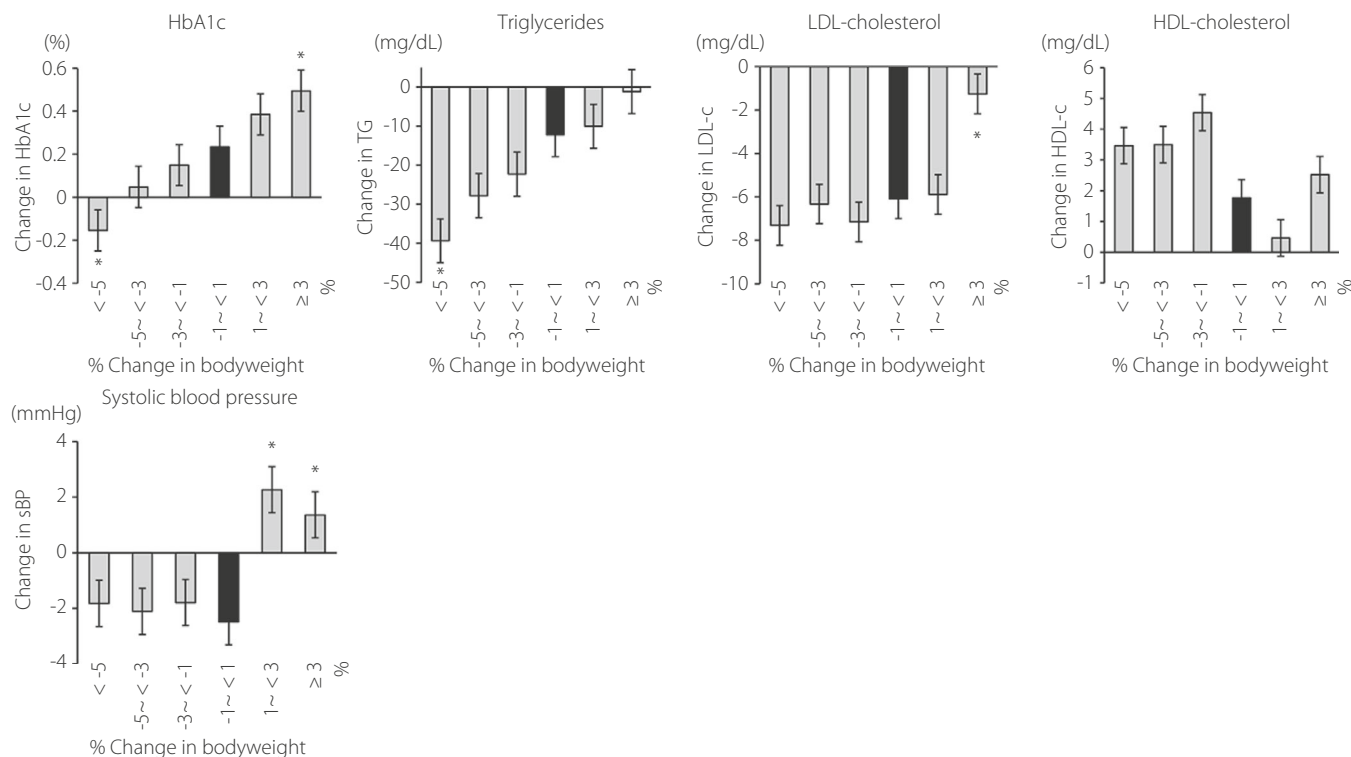 HbA1c
(%)
0.6
0.4
0.2
0
-0.2
-0.4
Change in HbA1c
*
*
< -5
-5~ < -3
-3~ < -1
-1~ < 1
1~ < 3
≥ 3
%
% Change in bodyweight
Triglycerides
(mg/dL)
0
-10
-20
-30
-40
-50
Change in TG
*
< -5
-5~ < -3
-3~ < -1
-1~ < 1
1~ < 3
≥ 3
%
% Change in bodyweight
LDL-cholesterol
(mg/dL)
0
-2
-4
-6
-8
-10
Change in LDL-c
*
< -5
-5~ < -3
-3~ < -1
-1~ < 1
1~ < 3
≥ 3
%
% Change in bodyweight
HDL-cholesterol
(mg/dL)
6
5
4
3
2
1
0
-1
Change in HDL-c
< -5
-5~ < -3
-3~ < -1
-1~ < 1
1~ < 3
≥ 3
%
% Change in bodyweight
Systolic blood pressure
(mmHg)
4
2
0
-2
-4
Change in sBP
*
*
< -5
-5~ < -3
-3~ < -1
-1~ < 1
1~ < 3
≥ 3
%
% Change in bodyweight